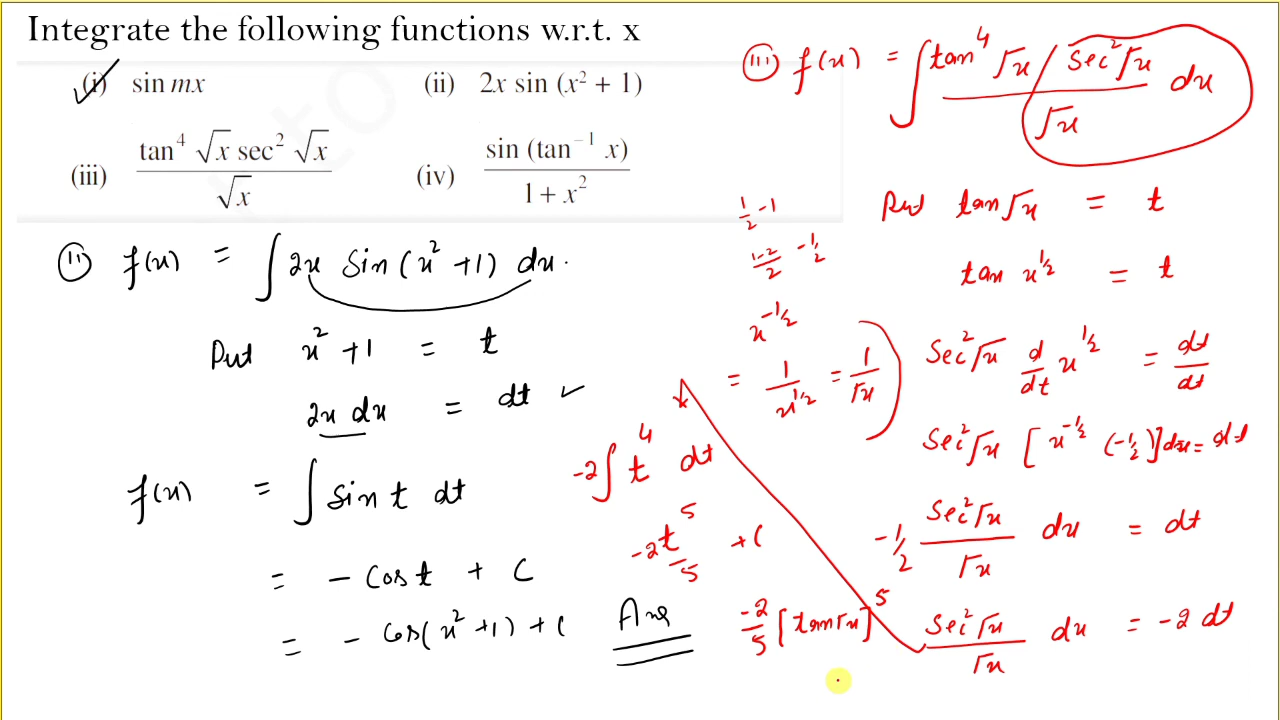 Integrate the following functions w.r.t. x
(i) sin mx
(ii) 2x sin (x² + 1)
(iii) tan⁴ √x sec² √x / √x
(iv) sin (tan⁻¹ x) / 1 + x²
(ii) f(x) = ∫ 2x sin (x² + 1) dx.
Put x² + 1 = t
2x dx = dt ✓
f(x) = ∫ sin t dt
= - cos t + C
= - cos(x² + 1) + C Ans
(iii) f(x) = ∫ tan⁴ √x / sec² √x / √x dx
Put tan √x = t
tan x^1/2 = t
1/2 - 1
1-2/2 -1/2
x^-1/2
= 1/x^1/2 = 1/√x
sec² √x d/dt x^1/2 = dt/dt
sec² √x [x^-1/2 (-1/2)] dx = dt
-1/2 sec² √x / √x dx = dt
sec² √x / √x dx = -2 dt
-2 ∫ t⁴ dt
-2 t⁵/5 + C
-2/5 [tan √x]⁵